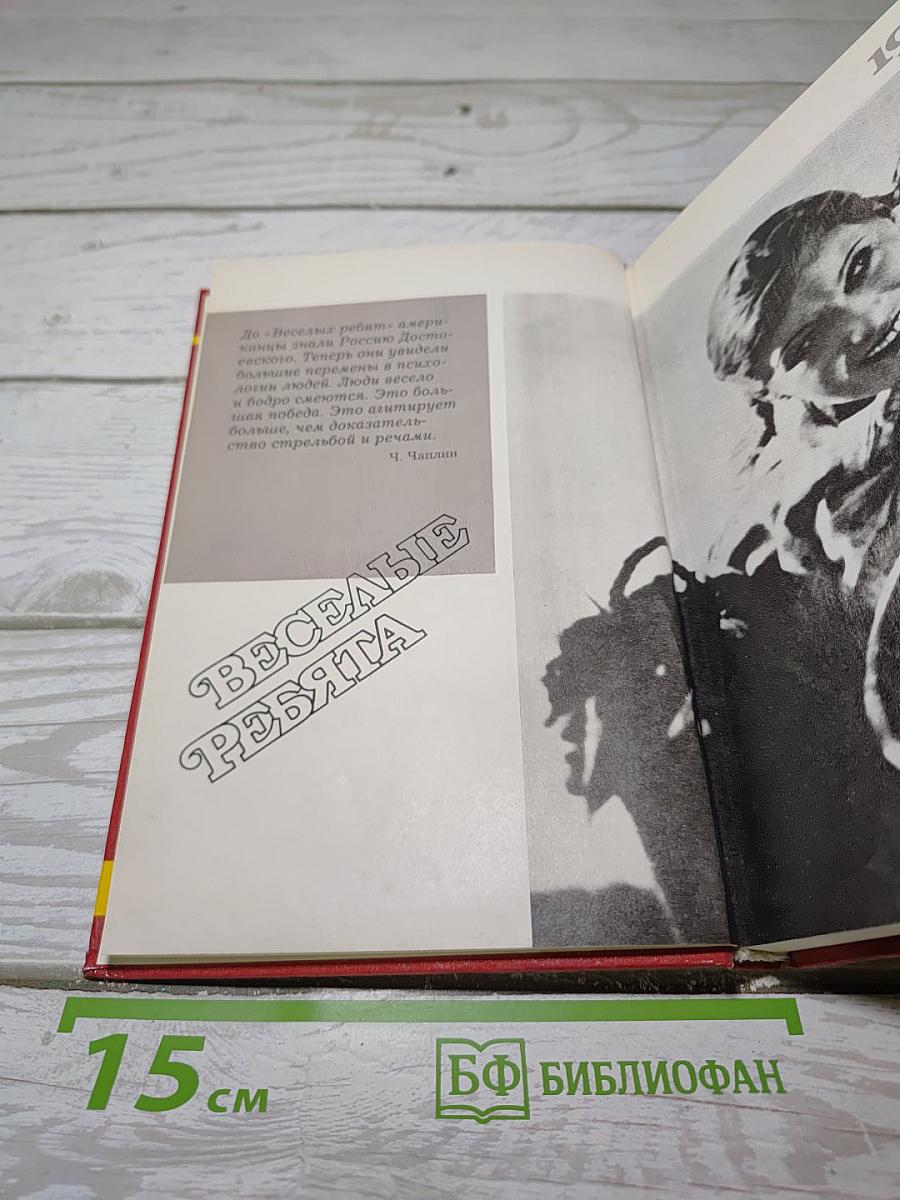 До «Веселых ребят» амери-
канцы знали Россию Досто-
евского. Теперь они увидели
большие перемены в психо-
логии людей. Люди весело
и бодро смеются. Это боль-
шая победа. Это агитирует
больше, чем доказатель-
ство стрельбой и речами.
Ч. Чаплин
ВЕСЕЛЫЕ
РЕБЯТА
19
15 см
БФ БИБЛИОФАН